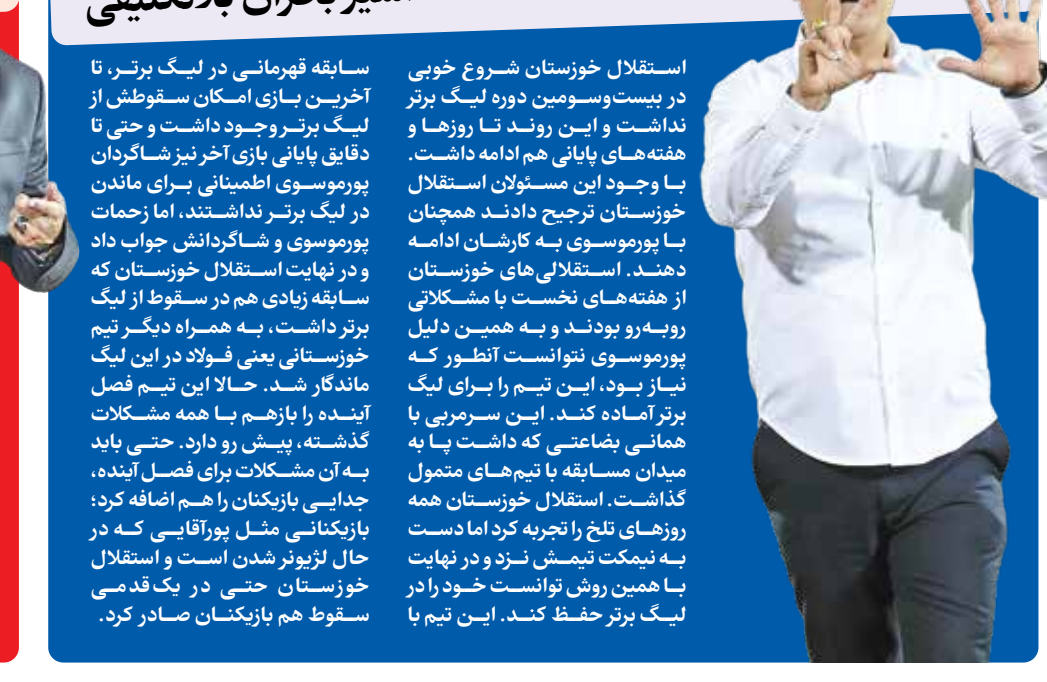 بحران بلاتکلیفی
استقلال خوزستان شروع خوبی
در بیست‌وسومین دوره لیگ برتر
نداشت و این روند تا روزها و
هفته‌های پایانی هم ادامه داشت.
با وجود این مسئولان استقلال
خوزستان ترجیح دادند همچنان
با پورموسوی به کارشان ادامه
دهند. استقلالی‌های خوزستان
از هفته‌های نخست با مشکلاتی
روبه‌رو بودند و به همین دلیل
پورموسوی نتوانست آنطور که
نیاز بود، این تیم را برای لیگ
برتر آماده کند. این سرمربی با
همانی بضاعتی که داشت پا به
میدان مسابقه با تیم‌های متمول
گذاشت. استقلال خوزستان همه
روزهای تلخ را تجربه کرد اما دست
به نیمکت تیمش نزد و در نهایت
با همین روش توانست خود را در
لیگ برتر حفظ کند. این تیم با
سابقه قهرمانی در لیگ برتر، تا
آخرین بازی امکان سقوطش از
لیگ برتر وجود داشت و حتی تا
دقایق پایانی بازی آخر نیز شاگردان
پورموسوی اطمینانی برای ماندن
در لیگ برتر نداشتند، اما زحمات
پورموسوی و شاگردانش جواب داد
و در نهایت استقلال خوزستان که
سابقه زیادی هم در سقوط از لیگ
برتر داشت، به همراه دیگر تیم
خوزستانی یعنی فولاد در این لیگ
ماندگار شد. حالا این تیم فصل
آینده را بازهم با همه مشکلات
گذشته، پیش رو دارد. حتی باید
به آن مشکلات برای فصل آینده،
جدایی بازیکنان را هم اضافه کرد؛
بازیکنانی مثل پورآقایی که در
حال لژیونر شدن است و استقلال
خوزستان حتی در یک قدمی
سقوط هم بازیکنان صادر کرد.